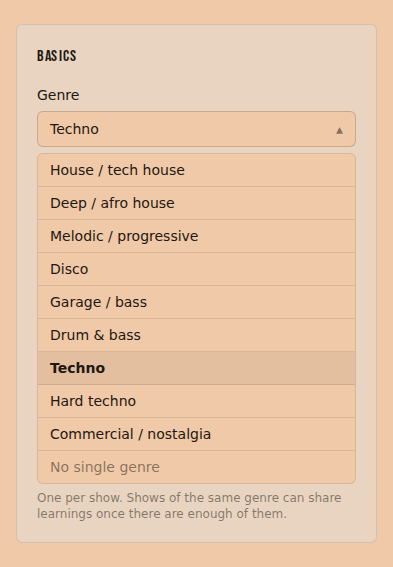 BASICS
Genre
Techno ▲
House / tech house
Deep / afro house
Melodic / progressive
Disco
Garage / bass
Drum & bass
Techno
Hard techno
Commercial / nostalgia
No single genre
One per show. Shows of the same genre can share
learnings once there are enough of them.